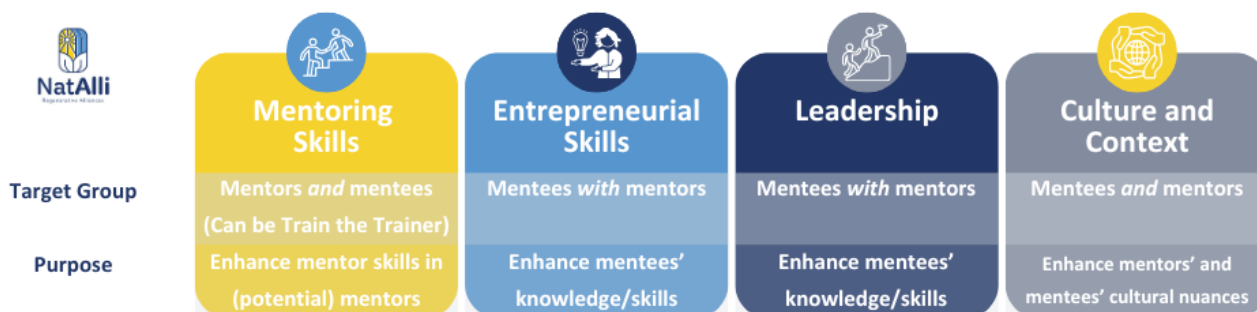 NatAlli
Regenerative Alliances
Mentoring
Skills
Entrepreneurial
Skills
Leadership
Culture and
Context
Target Group
Mentors and mentees
(Can be Train the Trainer)
Mentees with mentors
Mentees with mentors
Mentees and mentors
Purpose
Enhance mentor skills in
(potential) mentors
Enhance mentees’
knowledge/skills
Enhance mentees’
knowledge/skills
Enhance mentors’ and
mentees’ cultural nuances